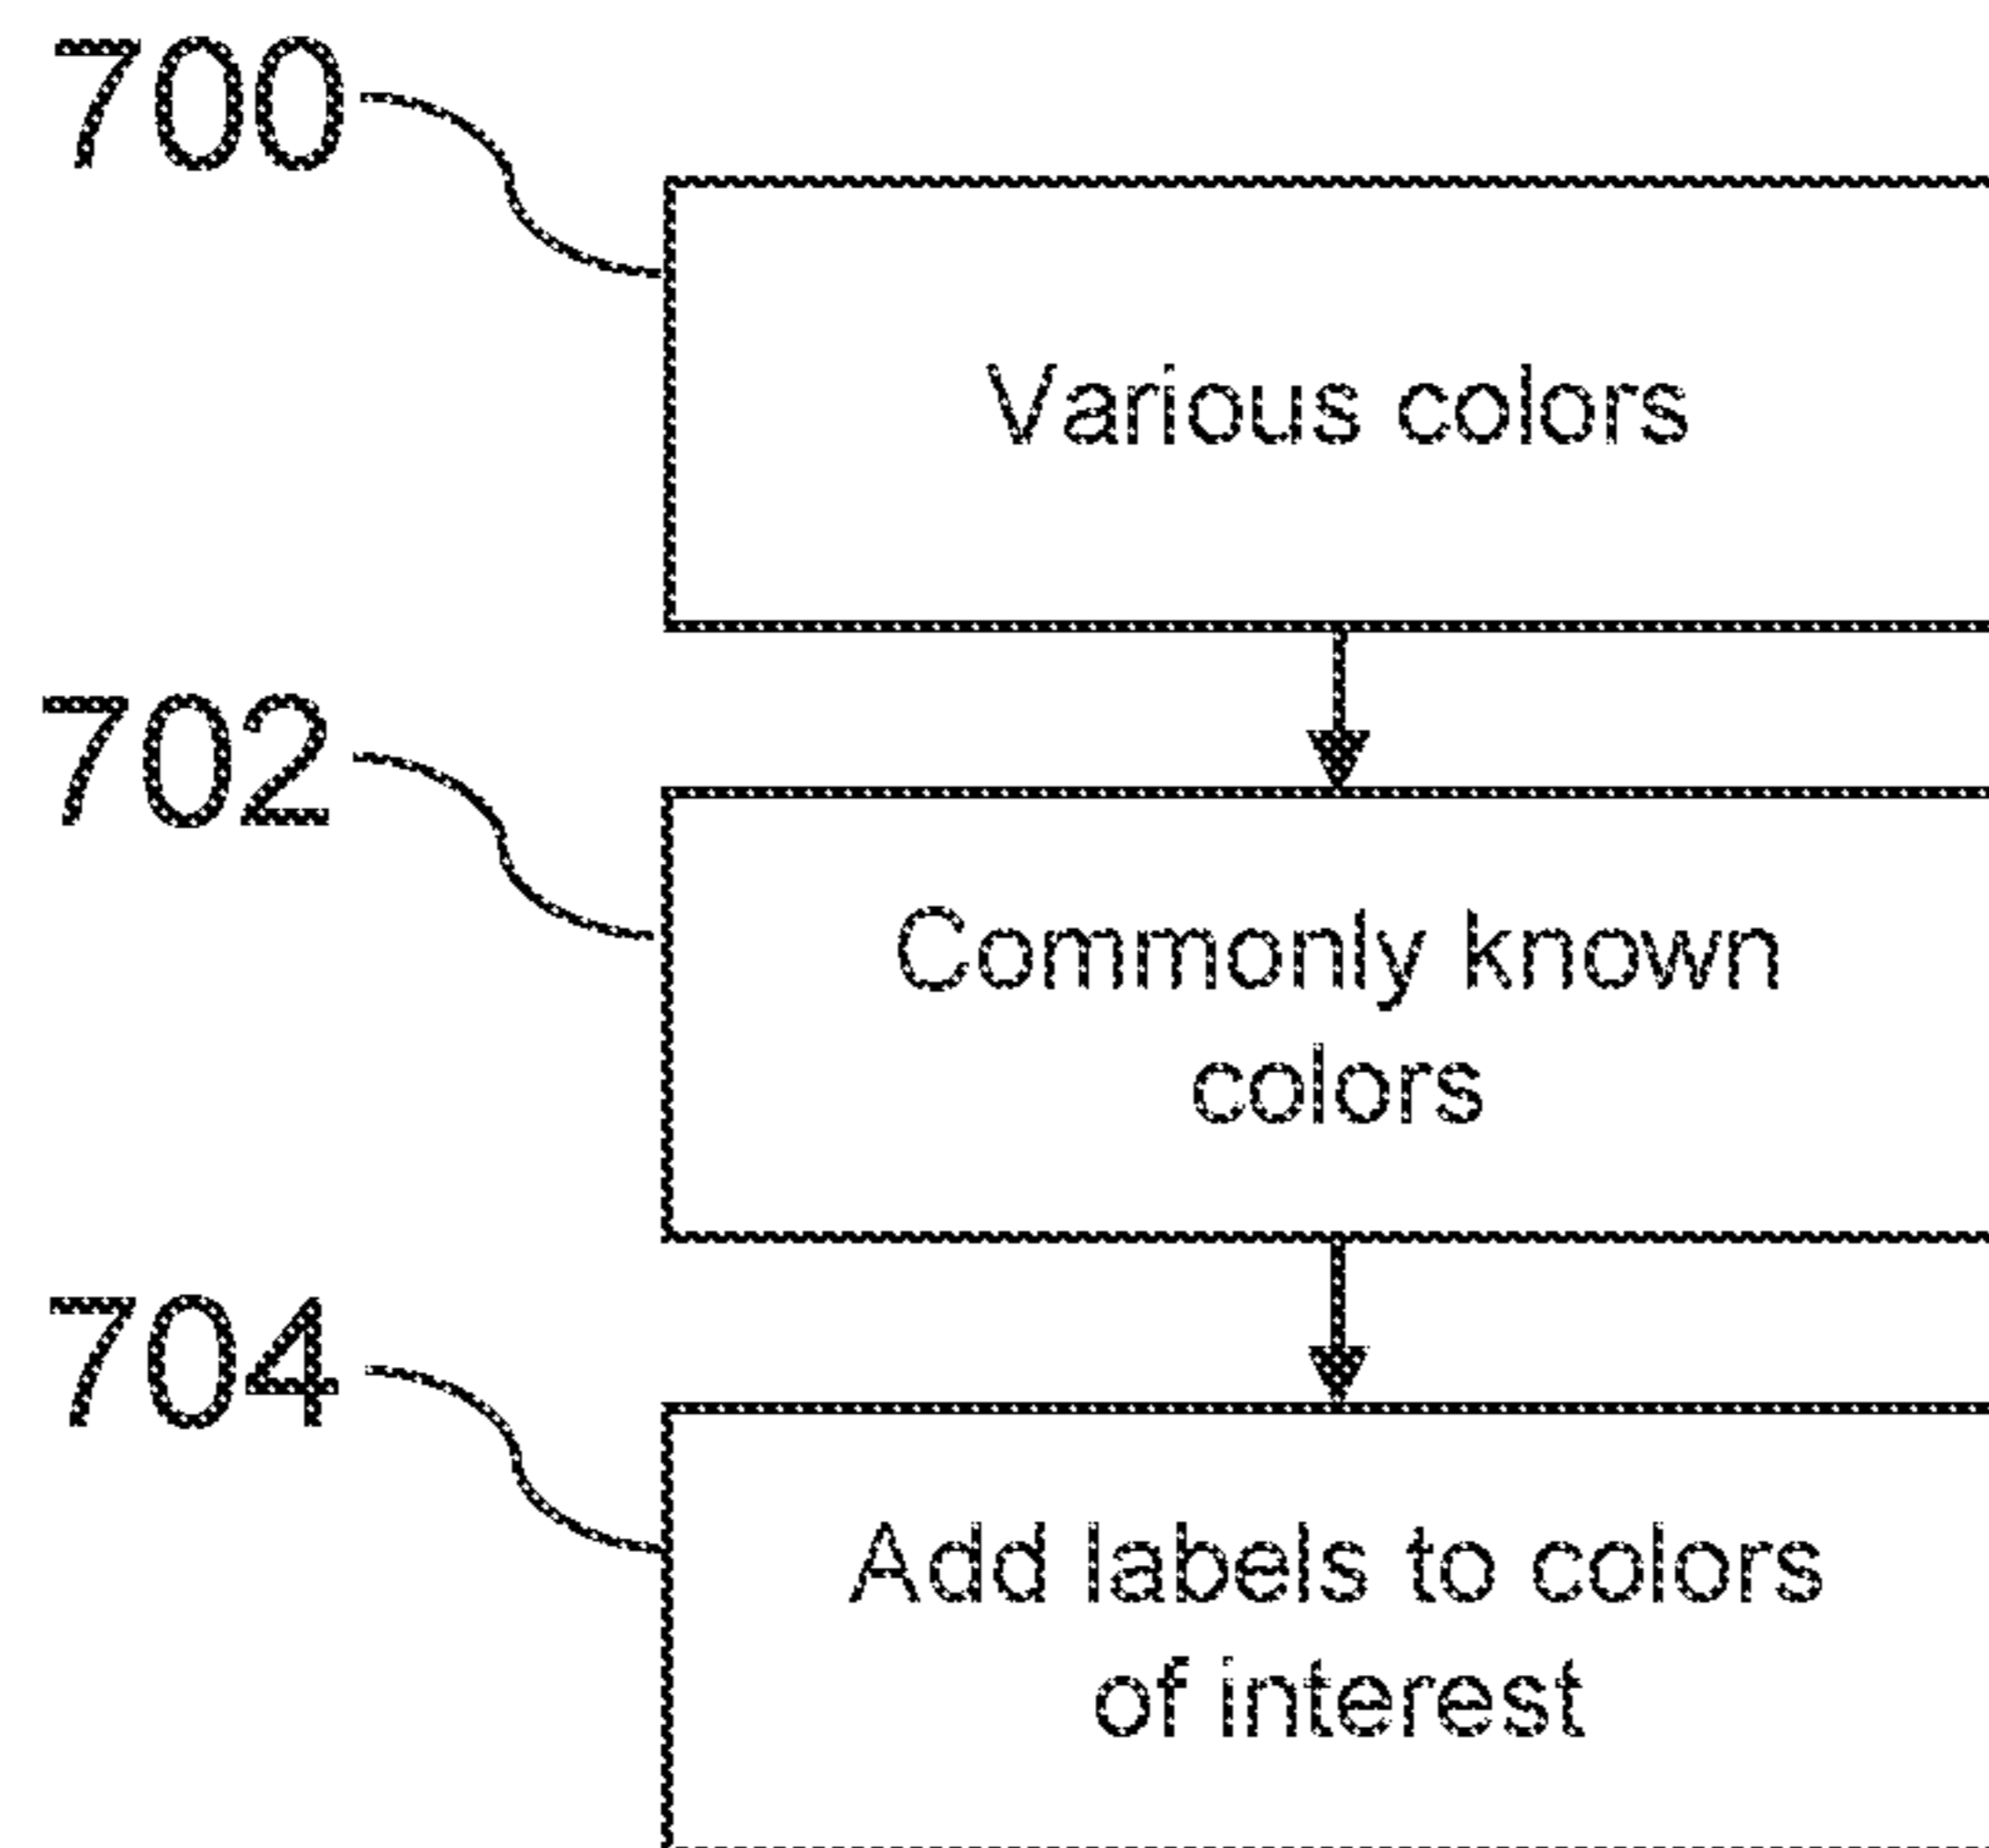 700
Various colors
702
Commonly known
colors
704
Add labels to colors
of interest